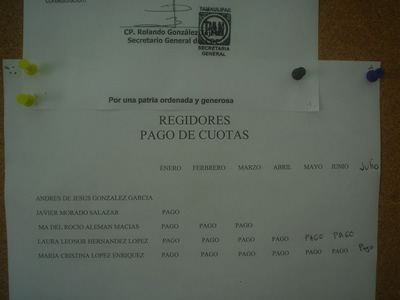 CP. Rolando González
Secretario General de
TAMAULIPAS
PAN
SECRETARIA
GENERAL
Por una patria ordenada y generosa
REGIDORES
PAGO DE CUOTAS
ENERO FERBRERO MARZO ABRIL MAYO JUNIO Julio
ANDRES DE JESUS GONZALEZ GARCIA
JAVIER MORADO SALAZAR PAGO
MA DEL ROCIO ALEMAN MACIAS PAGO PAGO PAGO
LAURA LEONOR HERNANDEZ LOPEZ PAGO PAGO PAGO PAGO PAGO PAGO
MARIA CRISTINA LOPEZ ENRIQUEZ PAGO PAGO PAGO PAGO PAGO PAGO Pago